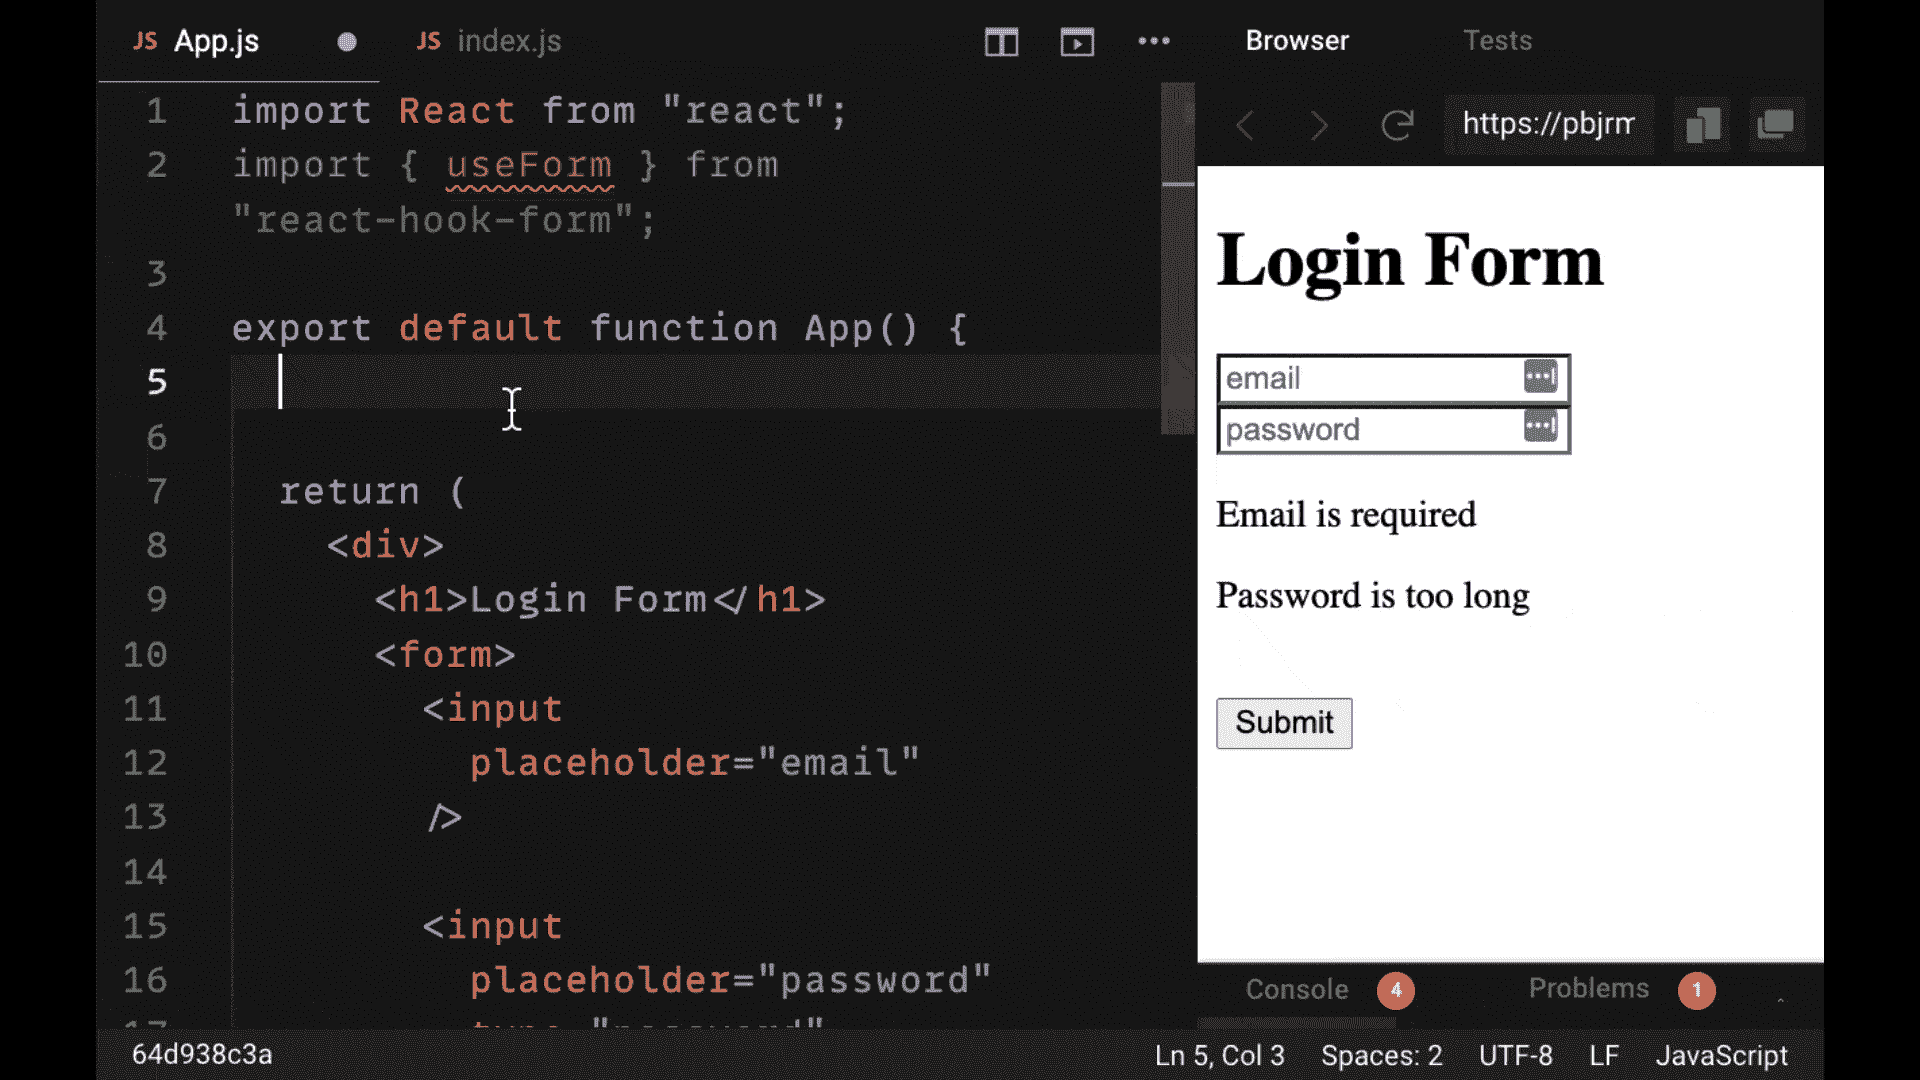 JS App.js
JS index.js
Browser
Tests
https://pbjrm
1 import React from "react";
2 import { useForm } from
"react-hook-form";
3
4 export default function App() {
5
6
7 return (
8 <div>
9 <h1>Login Form</h1>
10 <form>
11 <input
12 placeholder="email"
13 />
14
15 <input
16 placeholder="password"
Login Form
email
password
Email is required
Password is too long
Submit
Console 4
Problems 1
64d938c3a
Ln 5, Col 3
Spaces: 2
UTF-8
LF
JavaScript